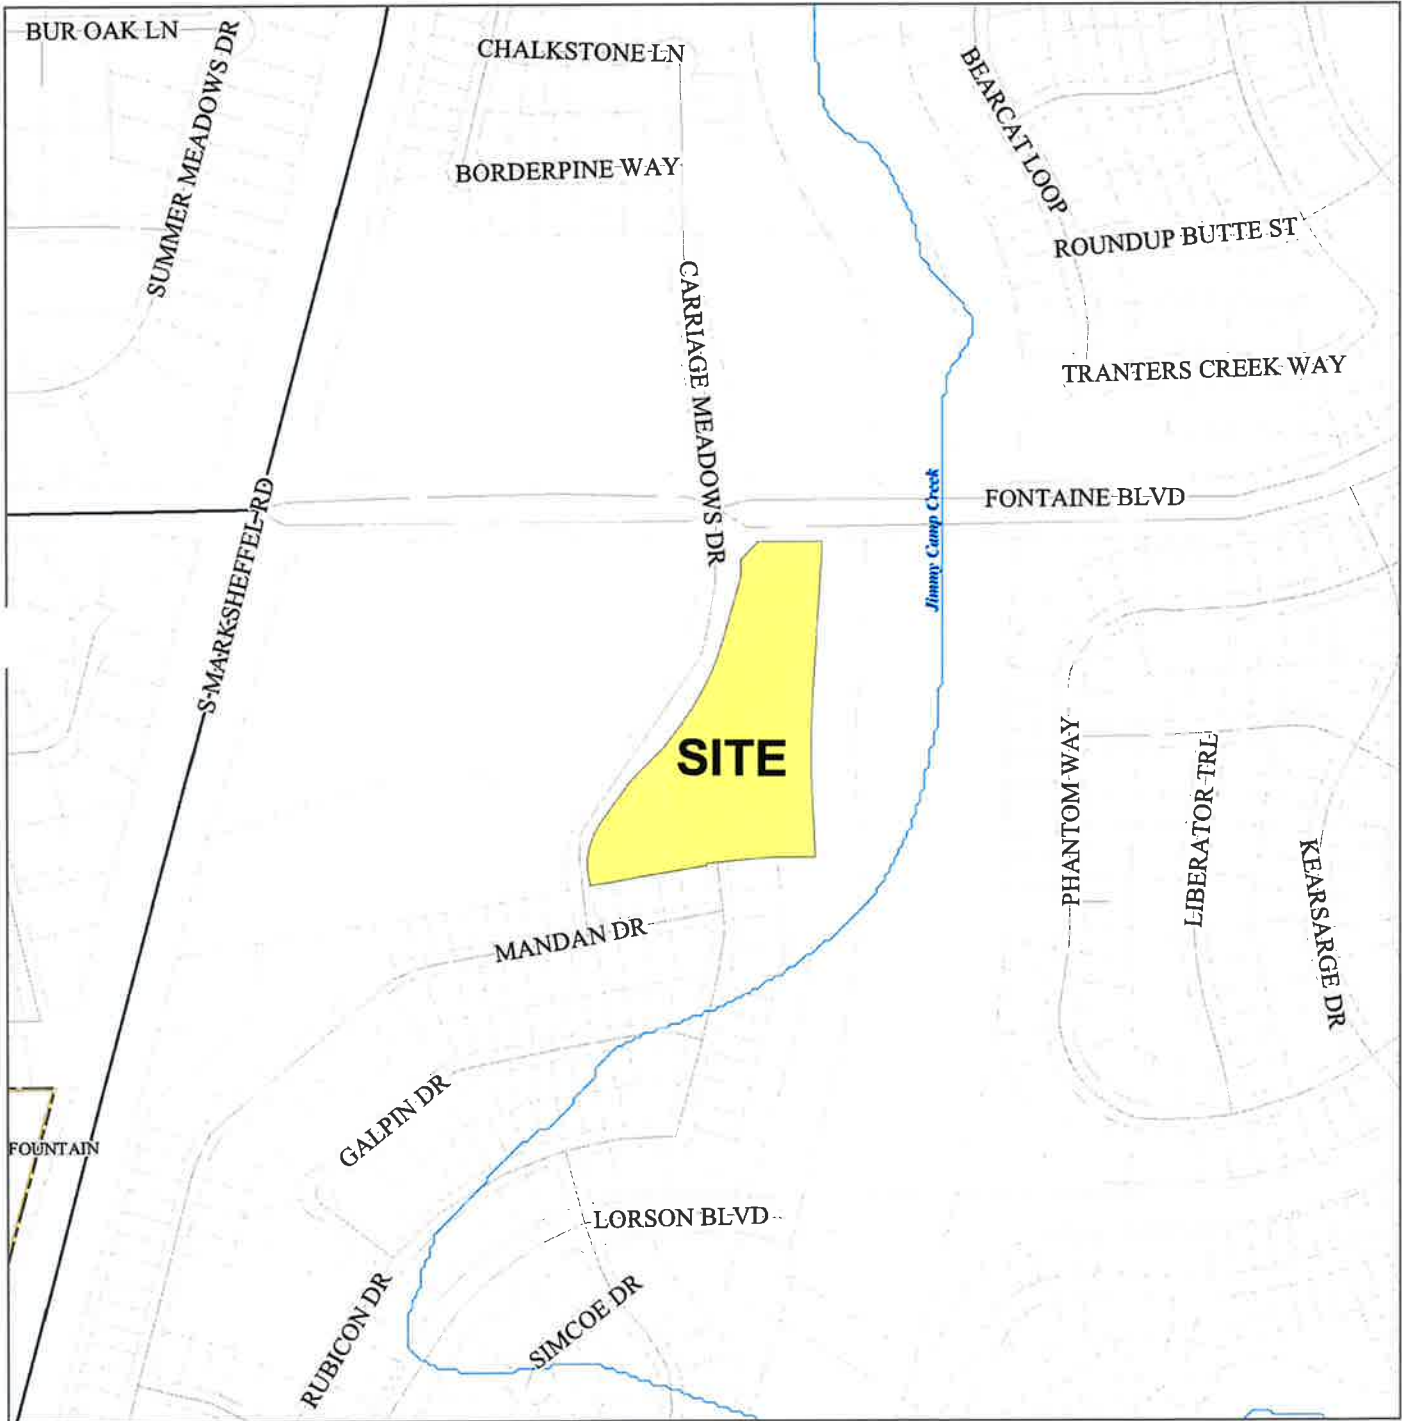 BUR OAK LN
SUMMER MEADOWS DR
CHALKSTONE LN
BEARCAT LOOP
BORDERPINE WAY
ROUNDUP BUTTE ST
CARRIAGE MEADOWS DR
TRANTERS CREEK WAY
S MARKSHEFFEL RD
Jimmy Camp Creek
FONTAINE BLVD
SITE
PHANTOM WAY
LIBERATOR TRL
KEARSARGE DR
MANDAN DR
GALPIN DR
FOUNTAIN
LORSON BLVD
RUBICON DR
SIMCOE DR